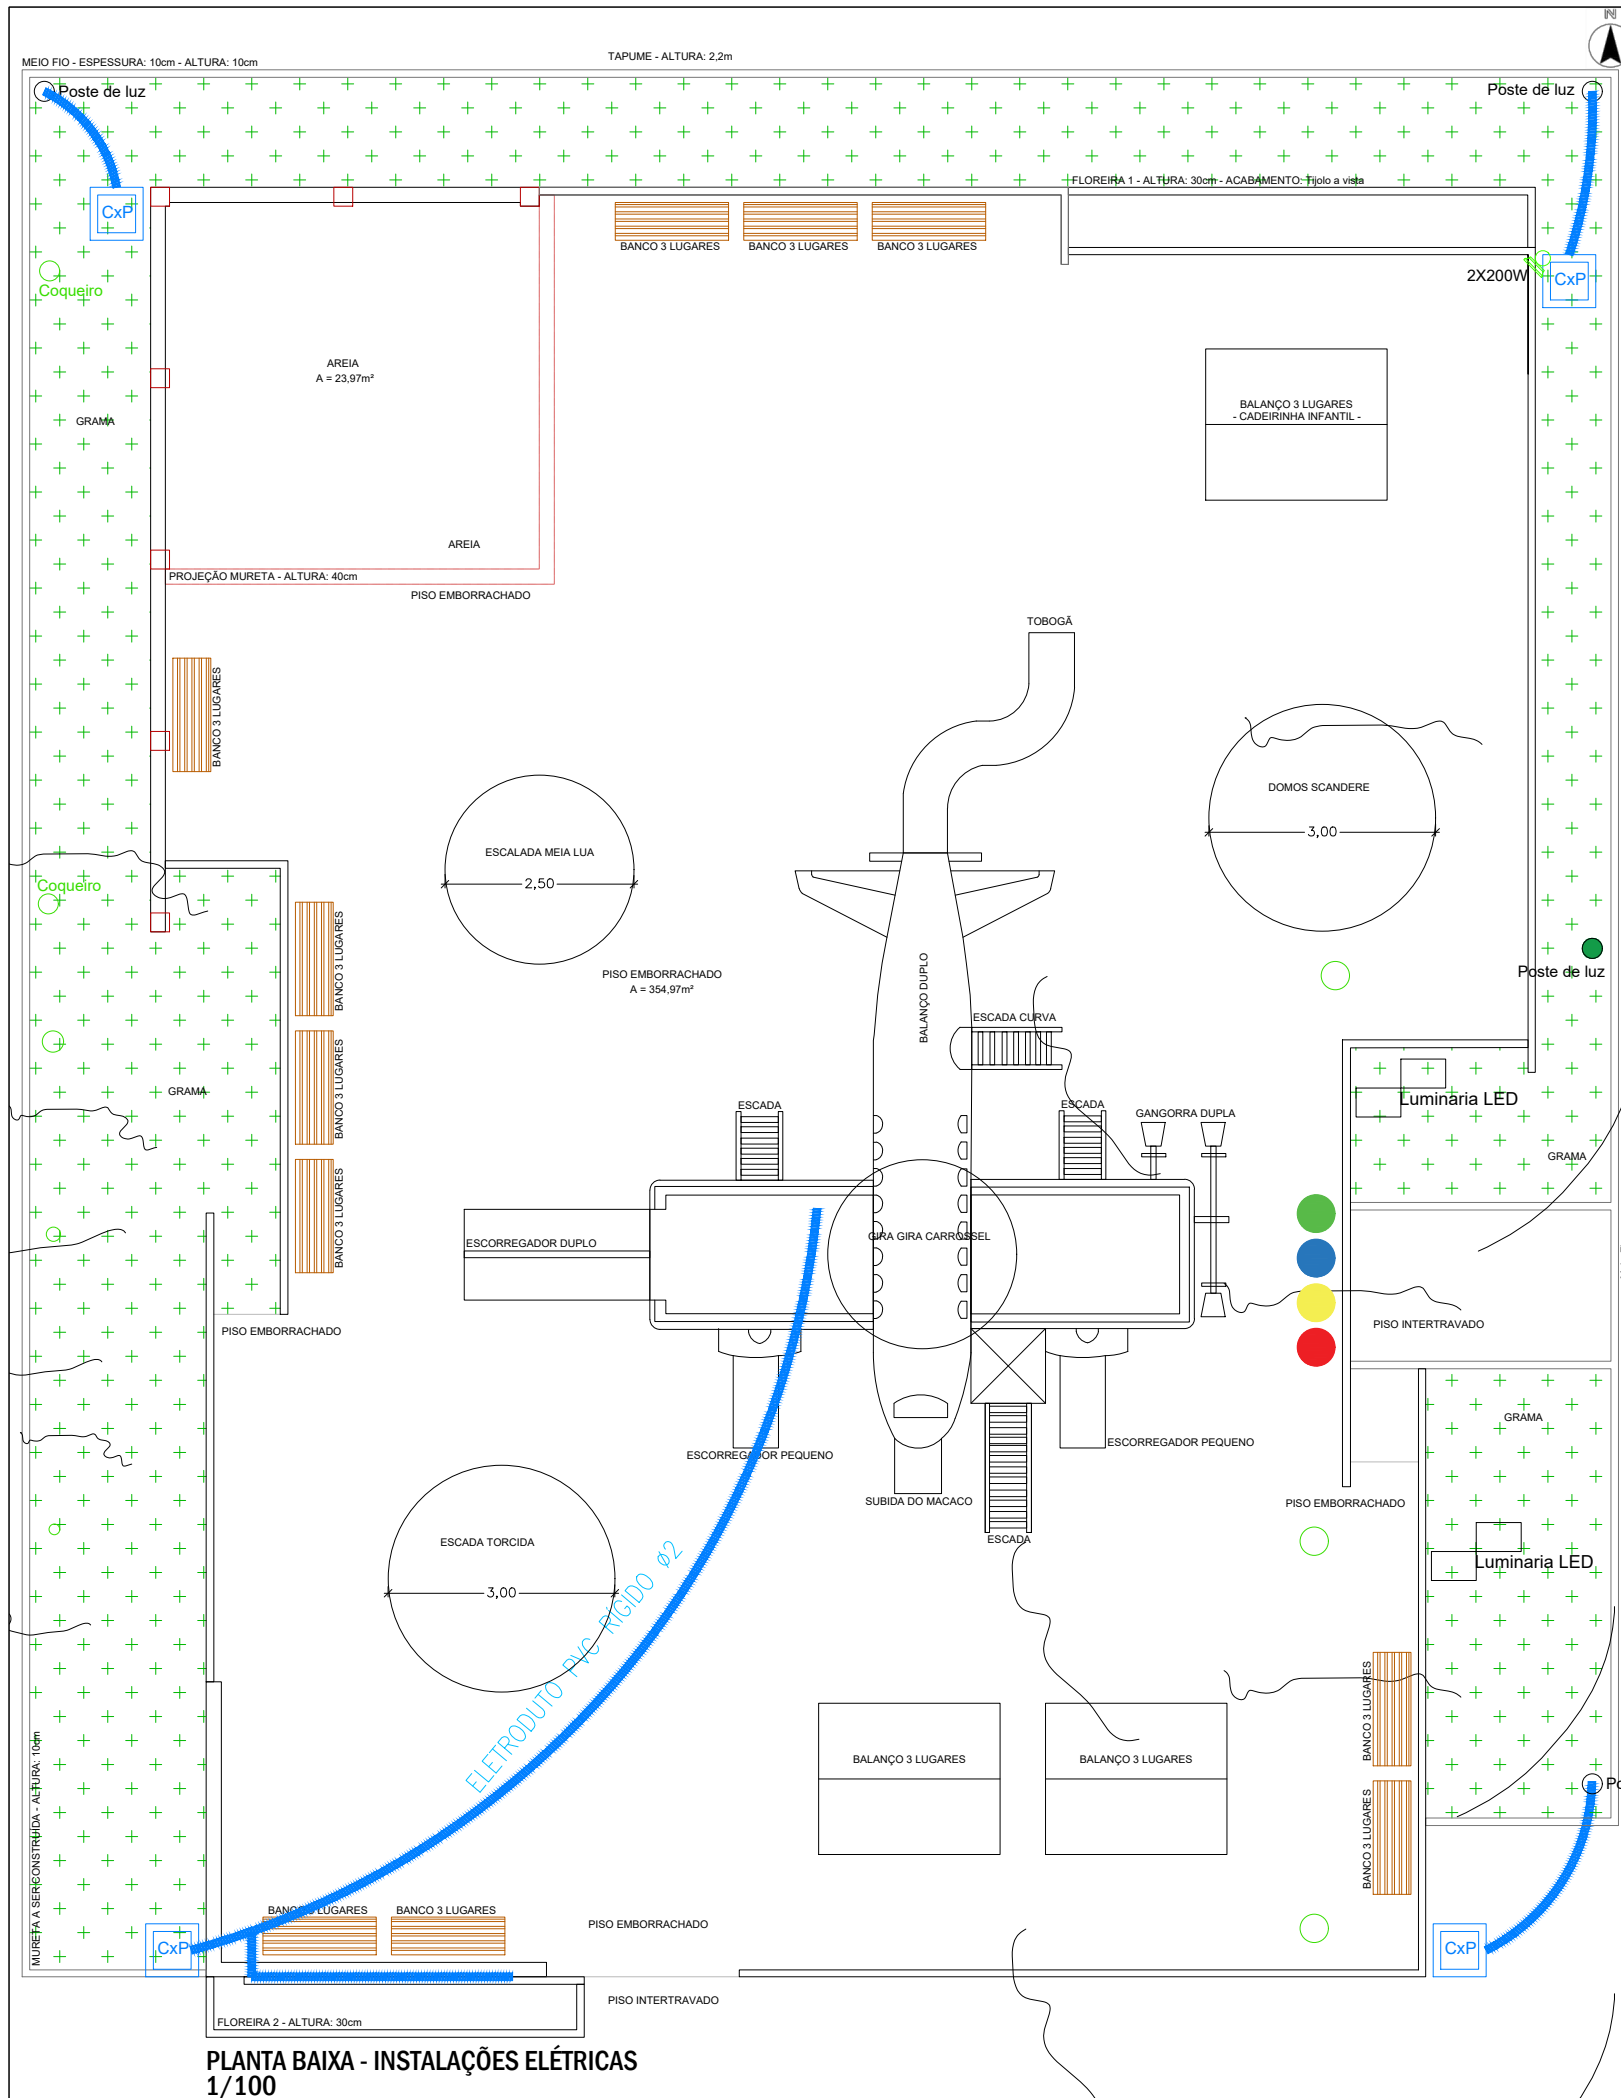 N
MEIO FIO - ESPESSURA: 10cm - ALTURA: 10cm
TAPUME - ALTURA: 2,2m
Poste de luz
Poste de luz
FLOREIRA 1 - ALTURA: 30cm - ACABAMENTO: Tijolo a vista
CxP
BANCO 3 LUGARES
BANCO 3 LUGARES
BANCO 3 LUGARES
2X200W
CxP
Coqueiro
AREIA
A = 23,97m²
BALANÇO 3 LUGARES
- CADEIRINHA INFANTIL -
GRAMA
AREIA
PROJEÇÃO MURETA - ALTURA: 40cm
PISO EMBORRACHADO
TOBOGÃ
BANCO 3 LUGARES
DOMOS SCANDERE
3,00
ESCALADA MEIA LUA
2,50
Coqueiro
BANCO 3 LUGARES
PISO EMBORRACHADO
A = 354,97m²
BALANÇO DUPLO
Poste de luz
ESCADA CURVA
BANCO 3 LUGARES
GRAMA
ESCADA
ESCADA
GANGORRA DUPLA
Luminaria LED
GRAMA
BANCO 3 LUGARES
ESCORREGADOR DUPLO
GIRA GIRA CARROSSEL
PISO EMBORRACHADO
PISO INTERTRAVADO
GRAMA
ESCORREGADOR PEQUENO
ESCORREGADOR PEQUENO
SUBIDA DO MACACO
PISO EMBORRACHADO
ESCADA
ESCADA TORCIDA
3,00
Luminaria LED
ELETRODUTO PVC RÍGIDO ø2
BANCO 3 LUGARES
MURETA A SER CONSTRUÍDA - ALTURA: 10cm
BALANÇO 3 LUGARES
BALANÇO 3 LUGARES
Po
BANCO 3 LUGARES
BANCO 3 LUGARES
BANCO 3 LUGARES
PISO EMBORRACHADO
CxP
CxP
PISO INTERTRAVADO
FLOREIRA 2 - ALTURA: 30cm
PLANTA BAIXA - INSTALAÇÕES ELÉTRICAS
1/100